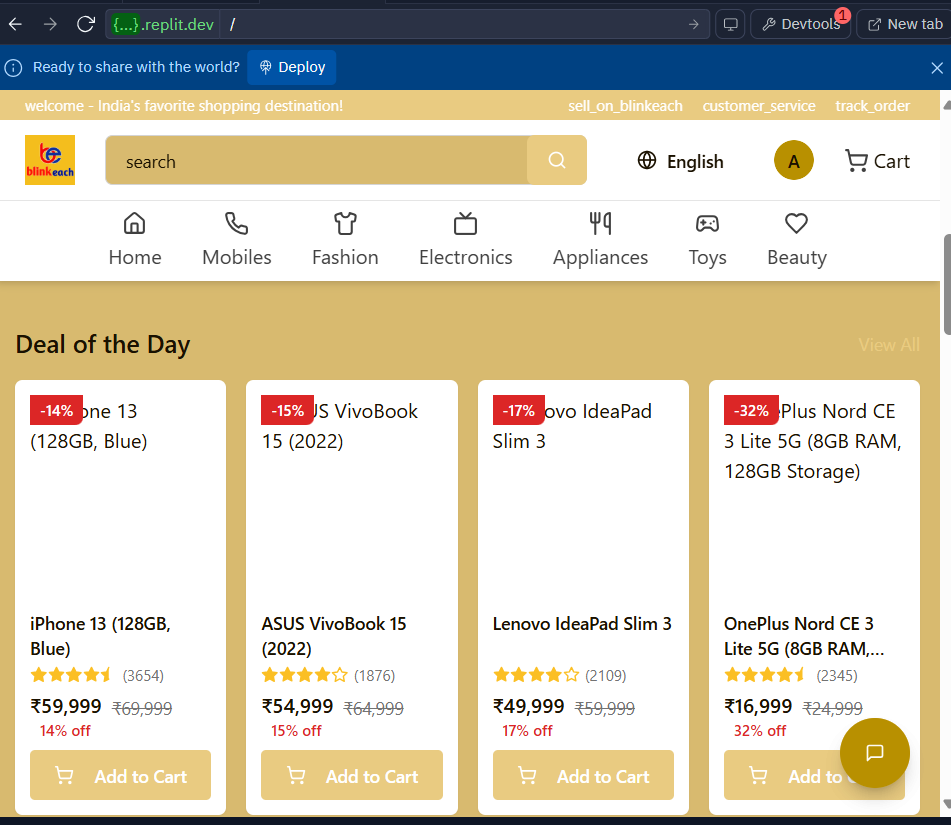 {...}.replit.dev /
Devtools 1
New tab
Ready to share with the world? Deploy
welcome - India's favorite shopping destination! sell_on_blinkeach customer_service track_order
be
blinkeach
search
English
A
Cart
Home Mobiles Fashion Electronics Appliances Toys Beauty
Deal of the Day View All
-14% one 13
(128GB, Blue)
iPhone 13 (128GB,
Blue)
(3654)
₹59,999 ₹69,999
14% off
Add to Cart
-15% US VivoBook
15 (2022)
ASUS VivoBook 15
(2022)
(1876)
₹54,999 ₹64,999
15% off
Add to Cart
-17% ovo IdeaPad
Slim 3
Lenovo IdeaPad Slim 3
(2109)
₹49,999 ₹59,999
17% off
Add to Cart
-32% ePlus Nord CE
3 Lite 5G (8GB RAM,
128GB Storage)
OnePlus Nord CE 3
Lite 5G (8GB RAM,...
(2345)
₹16,999 ₹24,999
32% off
Add to